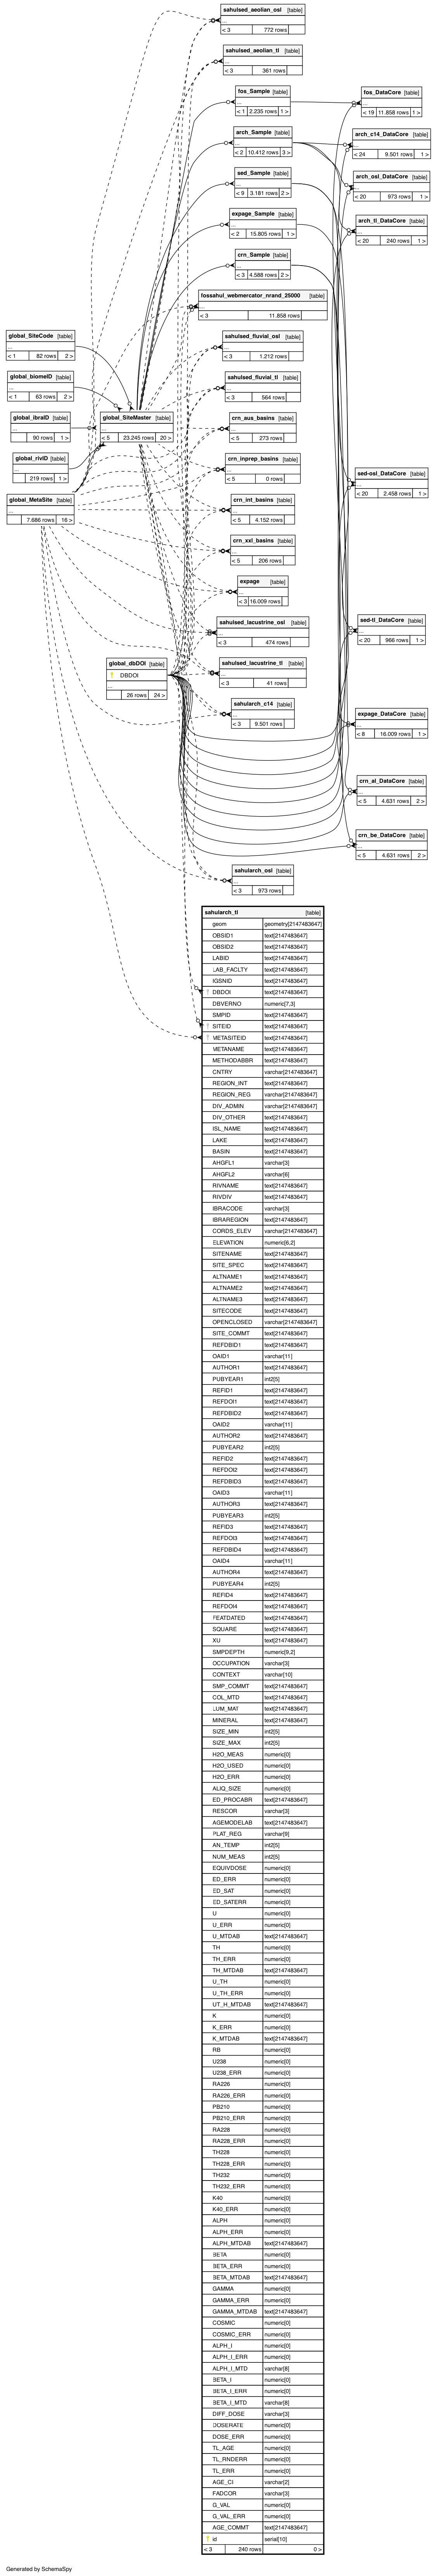 sahulsed_aeolian_osl [table]
...
< 3 772 rows
sahulsed_aeolian_tl [table]
...
< 3 361 rows
fos_Sample [table]
...
< 1 2.235 rows 1 >
fos_DataCore [table]
...
< 19 11.858 rows 1 >
arch_Sample [table]
...
< 2 10.412 rows 3 >
arch_c14_DataCore [table]
...
< 24 9.501 rows 1 >
sed_Sample [table]
...
< 9 3.181 rows 2 >
arch_osl_DataCore [table]
...
< 20 973 rows 1 >
expage_Sample [table]
...
< 2 15.805 rows 1 >
arch_tl_DataCore [table]
...
< 20 240 rows 1 >
crn_Sample [table]
...
< 3 4.588 rows 2 >
fossahul_webmercator_nrand_25000 [table]
...
< 3 11.858 rows
global_SiteCode [table]
...
< 1 82 rows 2 >
sahulsed_fluvial_osl [table]
...
< 3 1.212 rows
global_biomeID [table]
...
< 1 63 rows 2 >
sahulsed_fluvial_tl [table]
...
< 3 564 rows
global_ibraID [table]
...
90 rows 1 >
global_SiteMaster [table]
...
< 5 23.245 rows 20 >
crn_aus_basins [table]
...
< 5 273 rows
global_rivID [table]
...
219 rows 1 >
crn_inprep_basins [table]
...
< 5 0 rows
sed-osl_DataCore [table]
...
< 20 2.458 rows 1 >
global_MetaSite [table]
...
7.686 rows 16 >
crn_int_basins [table]
...
< 5 4.152 rows
crn_xxl_basins [table]
...
< 5 206 rows
expage [table]
...
< 3 16.009 rows
sahulsed_lacustrine_osl [table]
...
< 3 474 rows
sed-tl_DataCore [table]
...
< 20 966 rows 1 >
global_dbDOI [table]
DBDOI
...
26 rows 24 >
sahulsed_lacustrine_tl [table]
...
< 3 41 rows
sahularch_c14 [table]
...
< 3 9.501 rows
expage_DataCore [table]
...
< 8 16.009 rows 1 >
crn_al_DataCore [table]
...
< 5 4.631 rows 2 >
crn_be_DataCore [table]
...
< 5 4.631 rows 2 >
sahularch_osl [table]
...
< 3 973 rows
sahularch_tl [table]
geom geometry[2147483647]
OBSID1 text[2147483647]
OBSID2 text[2147483647]
LABID text[2147483647]
LAB_FACLTY text[2147483647]
IGSNID text[2147483647]
DBDOI text[2147483647]
DBVERNO numeric[7,3]
SMPID text[2147483647]
SITEID text[2147483647]
METASITEID text[2147483647]
METANAME text[2147483647]
METHODABBR text[2147483647]
CNTRY varchar[2147483647]
REGION_INT text[2147483647]
REGION_REG varchar[2147483647]
DIV_ADMIN varchar[2147483647]
DIV_OTHER text[2147483647]
ISL_NAME text[2147483647]
LAKE text[2147483647]
BASIN text[2147483647]
AHGFL1 varchar[3]
AHGFL2 varchar[6]
RIVNAME text[2147483647]
RIVDIV text[2147483647]
IBRACODE varchar[3]
IBRAREGION text[2147483647]
CORDS_ELEV varchar[2147483647]
ELEVATION numeric[6,2]
SITENAME text[2147483647]
SITE_SPEC text[2147483647]
ALTNAME1 text[2147483647]
ALTNAME2 text[2147483647]
ALTNAME3 text[2147483647]
SITECODE text[2147483647]
OPENCLOSED varchar[2147483647]
SITE_COMMT text[2147483647]
REFDBID1 text[2147483647]
OAID1 varchar[11]
AUTHOR1 text[2147483647]
PUBYEAR1 int2[5]
REFID1 text[2147483647]
REFDOI1 text[2147483647]
REFDBID2 text[2147483647]
OAID2 varchar[11]
AUTHOR2 text[2147483647]
PUBYEAR2 int2[5]
REFID2 text[2147483647]
REFDOI2 text[2147483647]
REFDBID3 text[2147483647]
OAID3 varchar[11]
AUTHOR3 text[2147483647]
PUBYEAR3 int2[5]
REFID3 text[2147483647]
REFDOI3 text[2147483647]
REFDBID4 text[2147483647]
OAID4 varchar[11]
AUTHOR4 text[2147483647]
PUBYEAR4 int2[5]
REFID4 text[2147483647]
REFDOI4 text[2147483647]
FEATDATED text[2147483647]
SQUARE text[2147483647]
XU text[2147483647]
SMPDEPTH numeric[9,2]
OCCUPATION varchar[3]
CONTEXT varchar[10]
SMP_COMMT text[2147483647]
COL_MTD text[2147483647]
LUM_MAT text[2147483647]
MINERAL text[2147483647]
SIZE_MIN int2[5]
SIZE_MAX int2[5]
H2O_MEAS numeric[0]
H2O_USED numeric[0]
H2O_ERR numeric[0]
ALIQ_SIZE numeric[0]
ED_PROCABR text[2147483647]
RESCOR varchar[3]
AGEMODELAB text[2147483647]
PLAT_REG varchar[9]
AN_TEMP int2[5]
NUM_MEAS int2[5]
EQUIVDOSE numeric[0]
ED_ERR numeric[0]
ED_SAT numeric[0]
ED_SATERR numeric[0]
U numeric[0]
U_ERR numeric[0]
U_MTDAB text[2147483647]
TH numeric[0]
TH_ERR numeric[0]
TH_MTDAB text[2147483647]
U_TH numeric[0]
U_TH_ERR numeric[0]
UT_H_MTDAB text[2147483647]
K numeric[0]
K_ERR numeric[0]
K_MTDAB text[2147483647]
RB numeric[0]
U238 numeric[0]
U238_ERR numeric[0]
RA226 numeric[0]
RA226_ERR numeric[0]
PB210 numeric[0]
PB210_ERR numeric[0]
RA228 numeric[0]
RA228_ERR numeric[0]
TH228 numeric[0]
TH228_ERR numeric[0]
TH232 numeric[0]
TH232_ERR numeric[0]
K40 numeric[0]
K40_ERR numeric[0]
ALPH numeric[0]
ALPH_ERR numeric[0]
ALPH_MTDAB text[2147483647]
BETA numeric[0]
BETA_ERR numeric[0]
BETA_MTDAB text[2147483647]
GAMMA numeric[0]
GAMMA_ERR numeric[0]
GAMMA_MTDAB text[2147483647]
COSMIC numeric[0]
COSMIC_ERR numeric[0]
ALPH_I numeric[0]
ALPH_I_ERR numeric[0]
ALPH_I_MTD varchar[8]
BETA_I numeric[0]
BETA_I_ERR numeric[0]
BETA_I_MTD varchar[8]
DIFF_DOSE varchar[3]
DOSERATE numeric[0]
DOSE_ERR numeric[0]
TL_AGE numeric[0]
TL_RNDERR numeric[0]
TL_ERR numeric[0]
AGE_CI varchar[2]
FADCOR varchar[3]
G_VAL numeric[0]
G_VAL_ERR numeric[0]
AGE_COMMT text[2147483647]
id serial[10]
< 3 240 rows 0 >
Generated by SchemaSpy